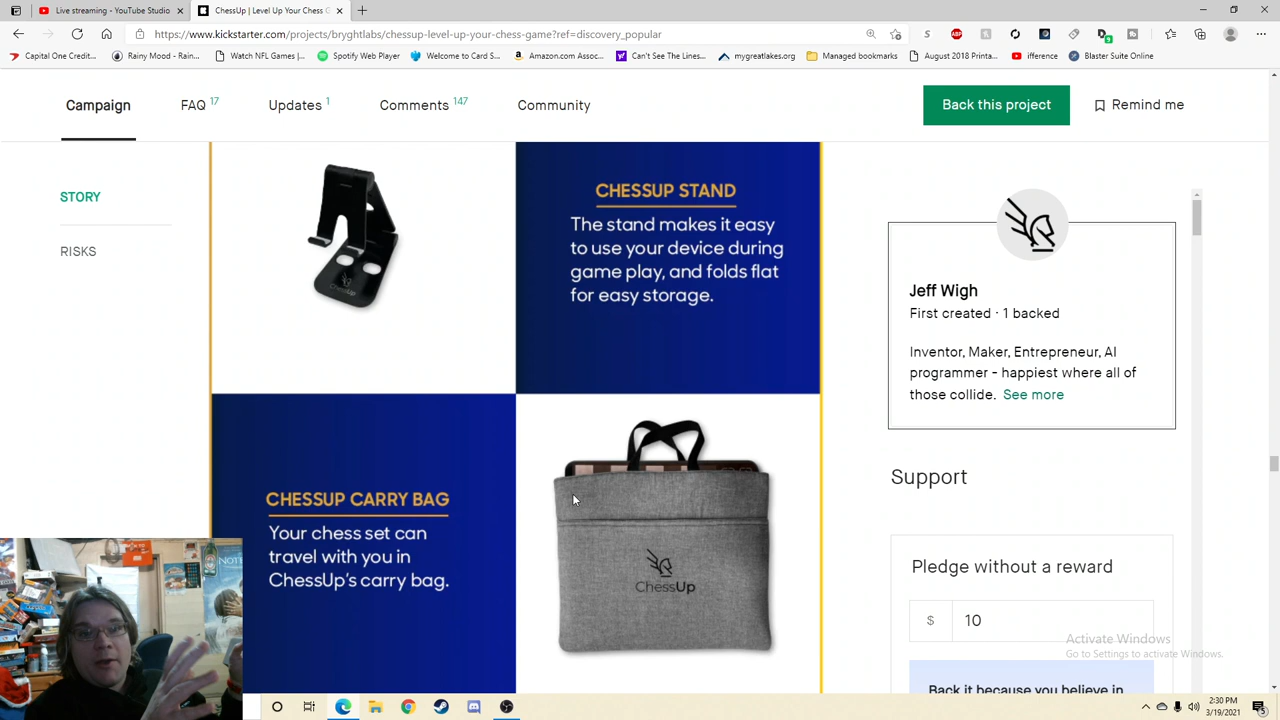 Live streaming - YouTube Studio
ChessUp | Level Up Your Chess G
https://www.kickstarter.com/projects/bryghtlabs/chessup-level-up-your-chess-game?ref=discovery_popular
Capital One Credit...
Rainy Mood - Rain...
Watch NFL Games |...
Spotify Web Player
Welcome to Card S...
Amazon.com Assoc...
Can't See The Lines...
mygreatlakes.org
Managed bookmarks
August 2018 Printa...
ifference
Blaster Suite Online
Campaign
FAQ 17
Updates 1
Comments 147
Community
Back this project
Remind me
STORY
RISKS
CHESSUP STAND
The stand makes it easy
to use your device during
game play, and folds flat
for easy storage.
ChessUp
CHESSUP CARRY BAG
Your chess set can
travel with you in
ChessUp's carry bag.
ChessUp
Jeff Wigh
First created · 1 backed
Inventor, Maker, Entrepreneur, AI
programmer - happiest where all of
those collide. See more
Support
Pledge without a reward
$ 10
Back it because you believe in
Activate Windows
Go to Settings to activate Windows.
2:30 PM
3/19/2021